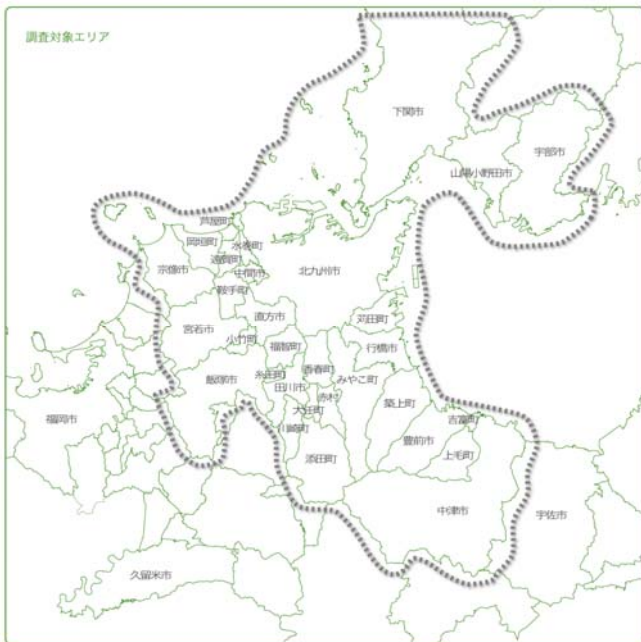 調査対象エリア
下関市
宇部市
山陽小野田市
芦屋町
岡垣町
水巻町
遠賀町
宗像市
中間市
北九州市
鞍手町
直方市
苅田町
宮若市
小竹町
福智町
行橋市
香春町
飯塚市
糸田町
みやこ町
田川市
赤村
築上町
大任町
福岡市
吉富町
川崎町
豊前市
添田町
上毛町
中津市
宇佐市
久留米市